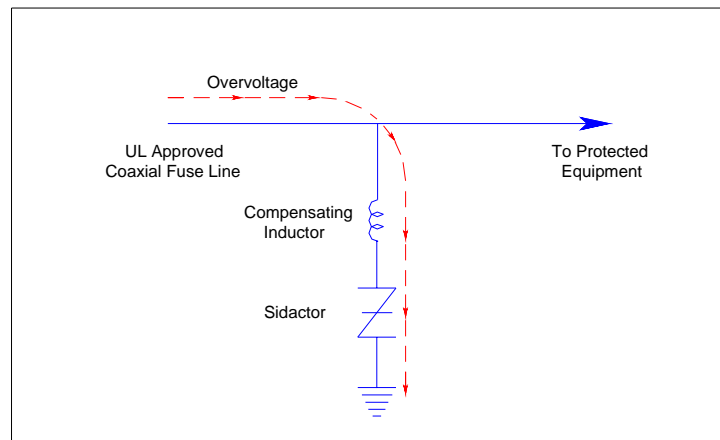 Overvoltage
UL Approved
Coaxial Fuse Line
To Protected
Equipment
Compensating
Inductor
Sidactor